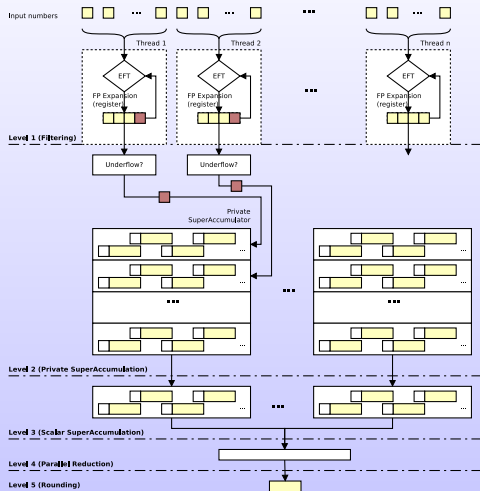 Input numbers
...
...
...
...
Thread 1
Thread 2
Thread n
EFT
EFT
...
EFT
FP Expansion
(register)
FP Expansion
(register)
FP Expansion
(register)
Level 1 (Filtering)
Underflow?
Underflow?
Private
SuperAccumulator
...
...
...
...
...
...
...
...
...
Level 2 (Private SuperAccumulation)
...
...
...
Level 3 (Scalar SuperAccumulation)
Level 4 (Parallel Reduction)
Level 5 (Rounding)